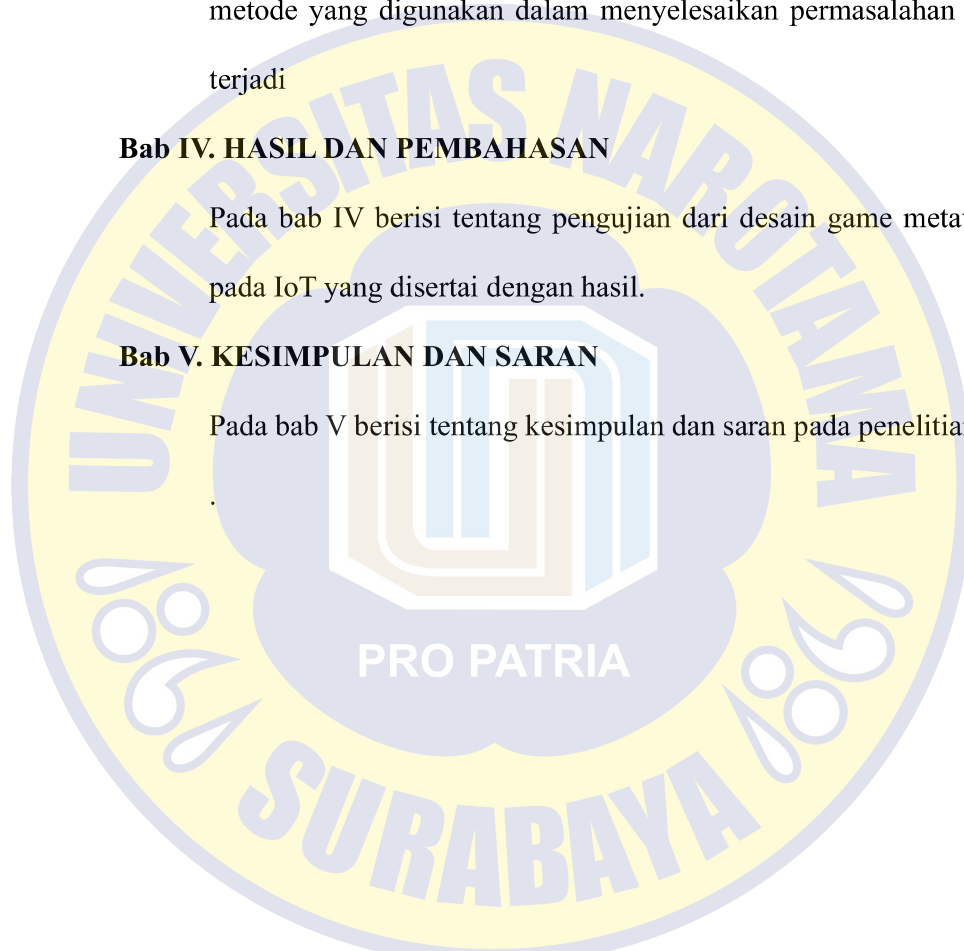 metode yang digunakan dalam menyelesaikan permasalahan
terjadi
Bab IV. HASIL DAN PEMBAHASAN
Pada bab IV berisi tentang pengujian dari desain game
pada IoT yang disertai dengan hasil.
Bab V. KESIMPULAN DAN SARAN
Pada bab V berisi tentang kesimpulan dan saran pada
.
UNIVERSITAS NAROTAMA
PRO PATRIA
SURABAYA